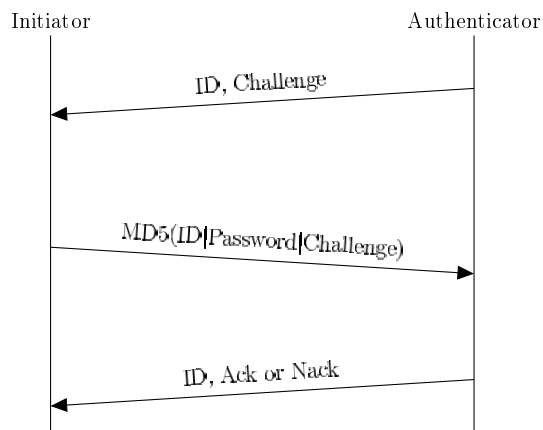 Initiator
Authenticator
ID, Challenge
MD5(ID|Password|Challenge)
ID, Ack or Nack